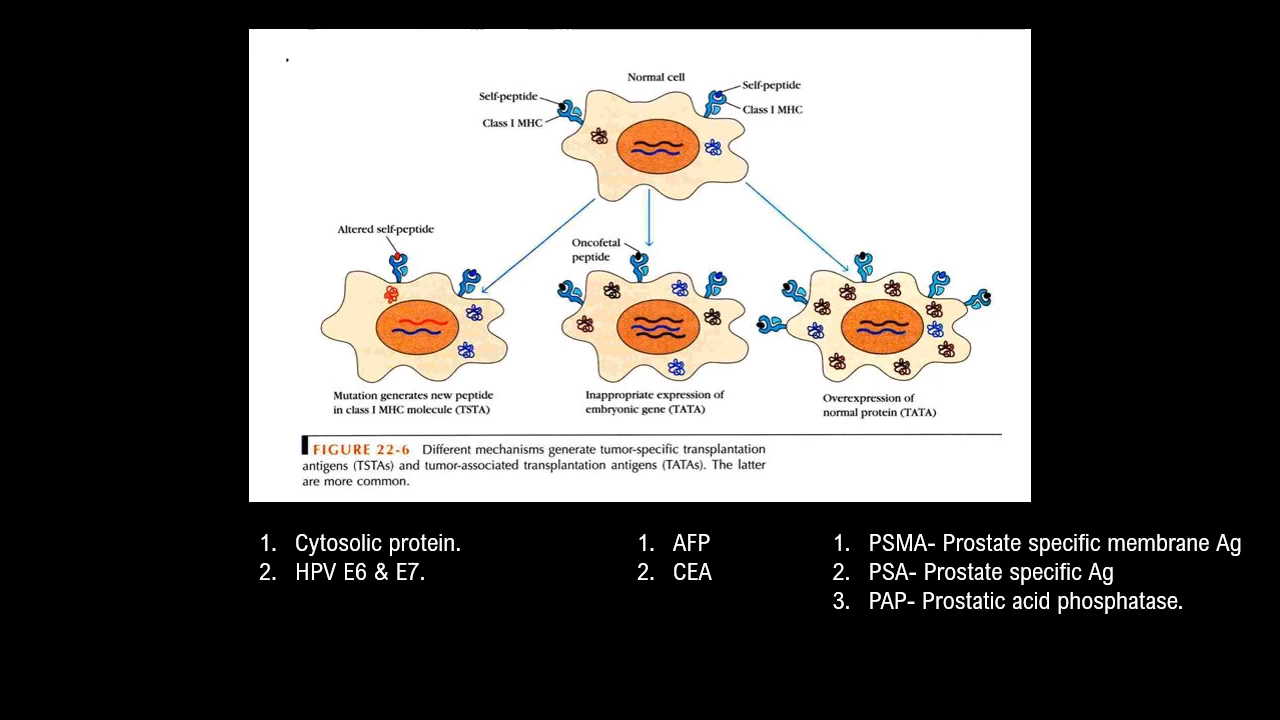 Normal cell
Self-peptide
Self-peptide
Class I MHC
Class I MHC
Altered self-peptide
Oncofetal
peptide
Mutation generates new peptide
in class I MHC molecule (TSTA)
Inappropriate expression of
embryonic gene (TATA)
Overexpression of
normal protein (TATA)
FIGURE 22-6 Different mechanisms generate tumor-specific transplantation
antigens (TSTAs) and tumor-associated transplantation antigens (TATAs). The latter
are more common.
1. Cytosolic protein.
2. HPV E6 & E7.
1. AFP
2. CEA
1. PSMA- Prostate specific membrane Ag
2. PSA- Prostate specific Ag
3. PAP- Prostatic acid phosphatase.